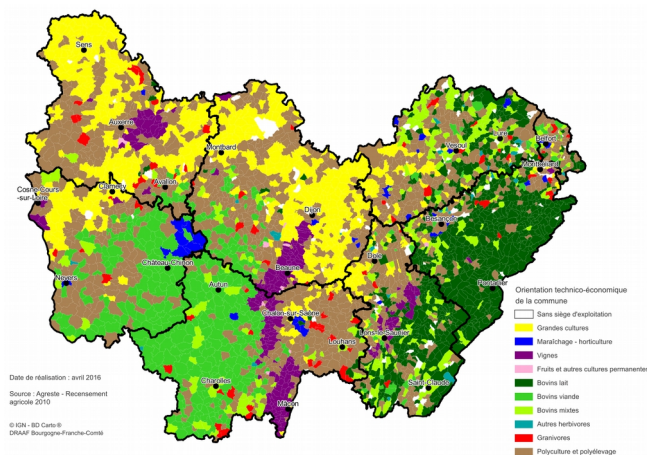 Sens
Auxerre
Montbard
Clamecy
Avallon
Cosne Cours
-sur-Loire
Vesoul
Lure
Belfort
Montbéliard
Dijon
Besançon
Dole
Beaune
Château Chinon
Nevers
Autun
Pontarlier
Chalon-sur-Saône
Lons-le-Saunier
Louhans
Charolles
Saint-Claude
Mâcon
Orientation technico-économique
de la commune
Sans siège d'exploitation
Grandes cultures
Maraîchage - horticulture
Vignes
Fruits et autres cultures permanentes
Bovins lait
Bovins viande
Bovins mixtes
Autres herbivores
Granivores
Polyculture et polyélevage
Date de réalisation : avril 2016
Source : Agreste - Recensement
agricole 2010
© IGN - BD Carto ®
DRAAF Bourgogne-Franche-Comté